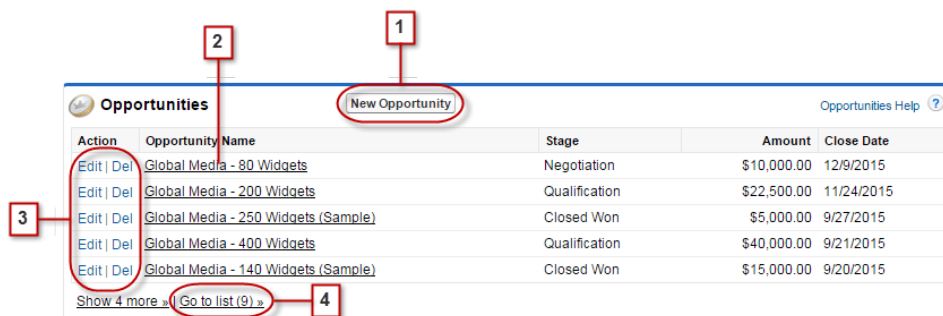 1
2
Opportunities New Opportunity Opportunities Help ?
Action Opportunity Name Stage Amount Close Date
Edit | Del Global Media - 80 Widgets Negotiation $10,000.00 12/9/2015
Edit | Del Global Media - 200 Widgets Qualification $22,500.00 11/24/2015
3 Edit | Del Global Media - 250 Widgets (Sample) Closed Won $5,000.00 9/27/2015
Edit | Del Global Media - 400 Widgets Qualification $40,000.00 9/21/2015
Edit | Del Global Media - 140 Widgets (Sample) Closed Won $15,000.00 9/20/2015
Show 4 more » | Go to list (9) » 4